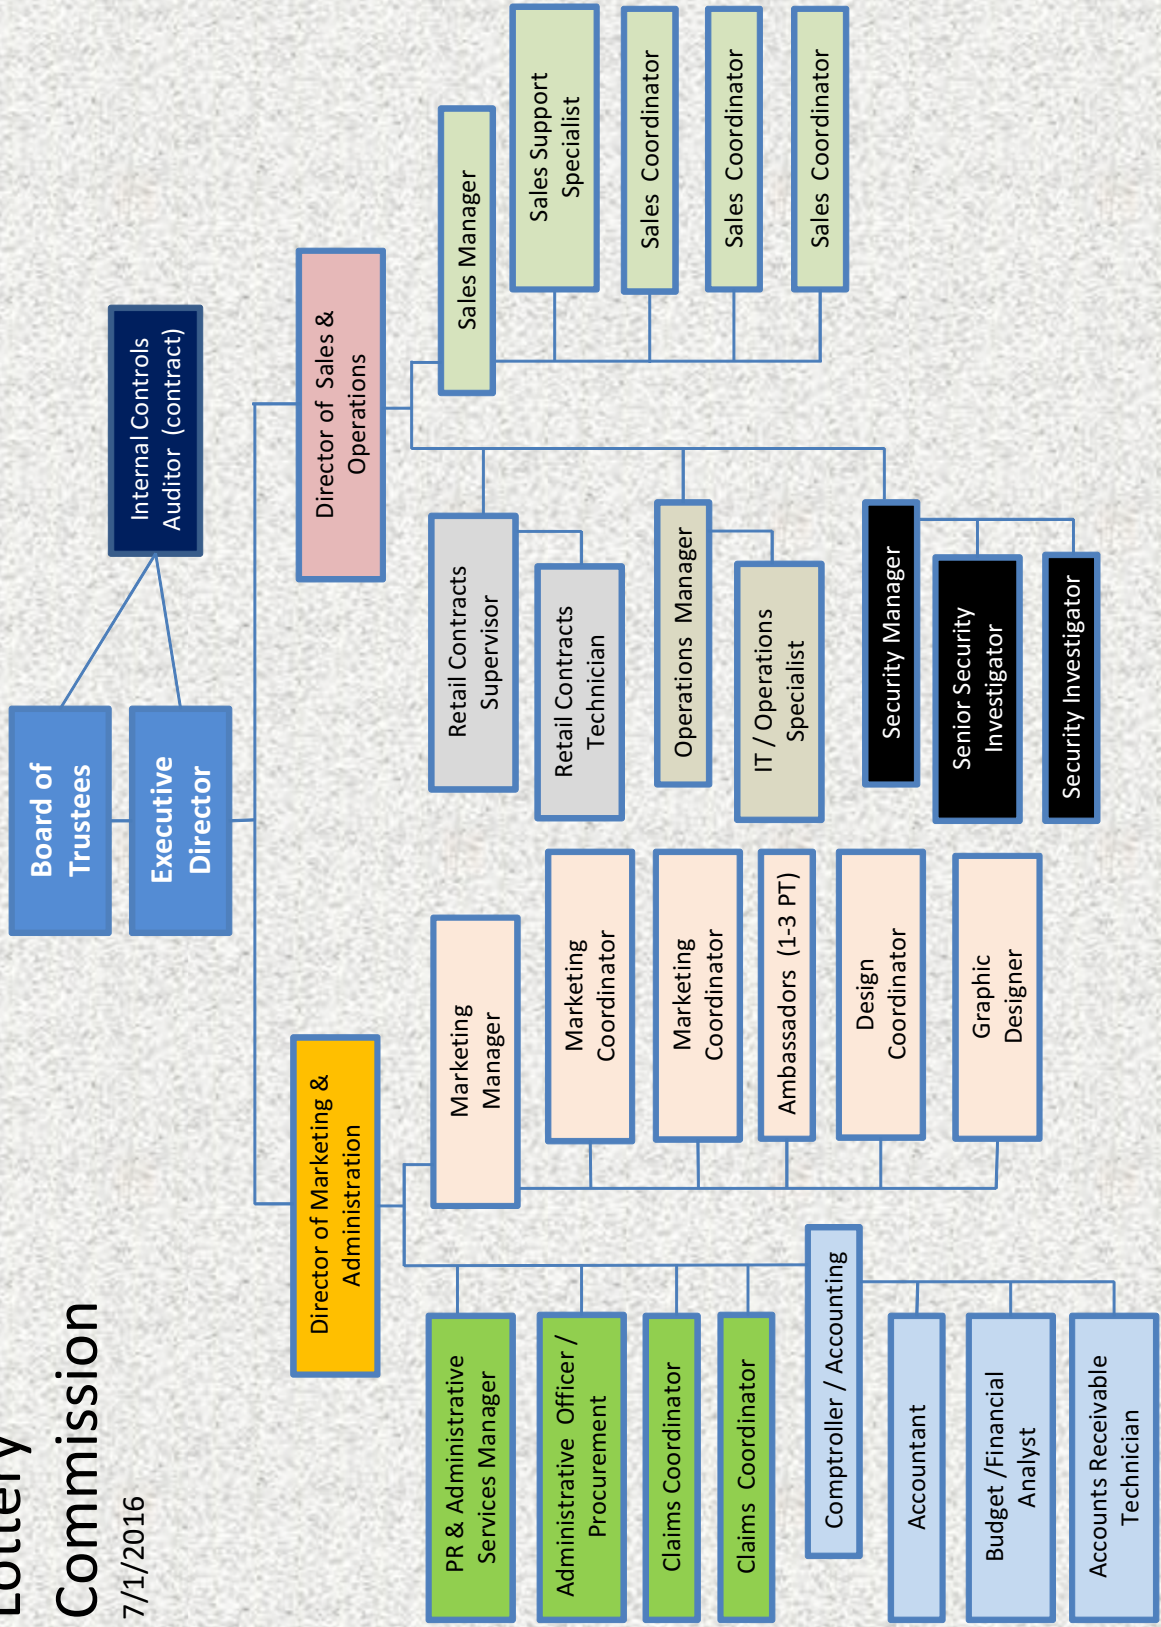 Lottery
Commission
7/1/2016
Board of
Trustees
Executive
Director
Internal Controls
Auditor (contract)
Director of Marketing &
Administration
Director of Sales &
Operations
PR & Administrative
Services Manager
Administrative Officer /
Procurement
Claims Coordinator
Claims Coordinator
Comptroller / Accounting
Accountant
Budget /Financial
Analyst
Accounts Receivable
Technician
Marketing
Manager
Marketing
Coordinator
Marketing
Coordinator
Ambassadors (1-3 PT)
Design
Coordinator
Graphic
Designer
Retail Contracts
Supervisor
Retail Contracts
Technician
Operations Manager
IT / Operations
Specialist
Security Manager
Senior Security
Investigator
Security Investigator
Sales Manager
Sales Support
Specialist
Sales Coordinator
Sales Coordinator
Sales Coordinator